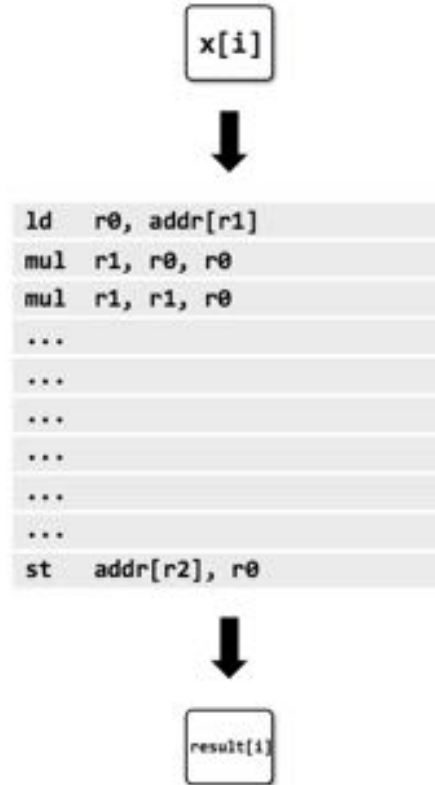 x[i]
ld r0, addr[r1]
mul r1, r0, r0
mul r1, r1, r0
...
...
...
...
...
...
st addr[r2], r0
result[i]